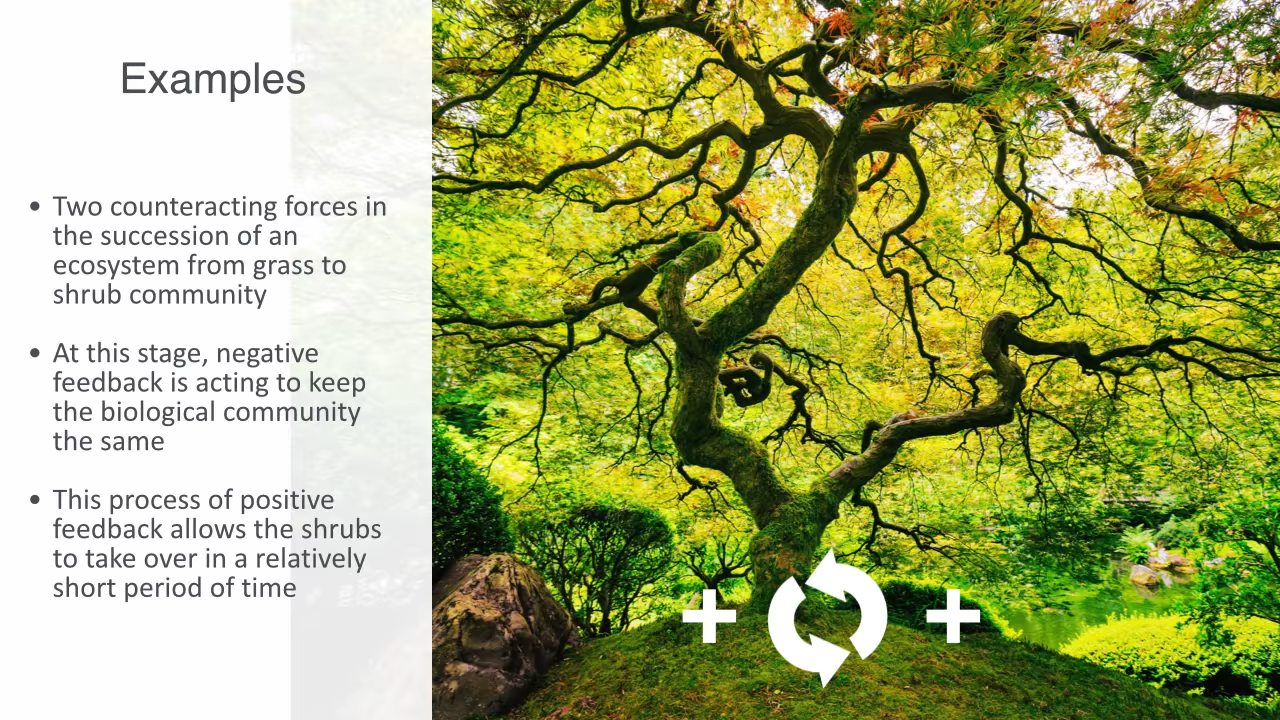 Examples
• Two counteracting forces in
the succession of an
ecosystem from grass to
shrub community
• At this stage, negative
feedback is acting to keep
the biological community
the same
• This process of positive
feedback allows the shrubs
to take over in a relatively
short period of time
+ +